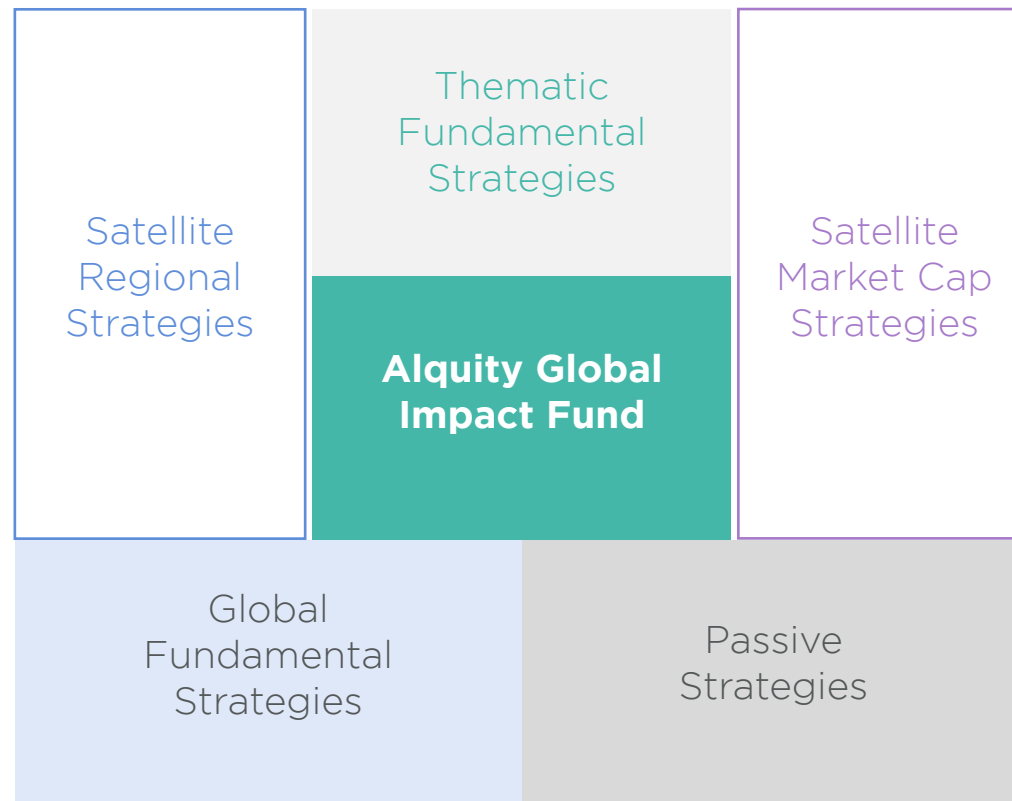 Thematic
Fundamental
Strategies
Satellite
Regional
Strategies
Satellite
Market Cap
Strategies
Alquity Global
Impact Fund
Global
Fundamental
Strategies
Passive
Strategies